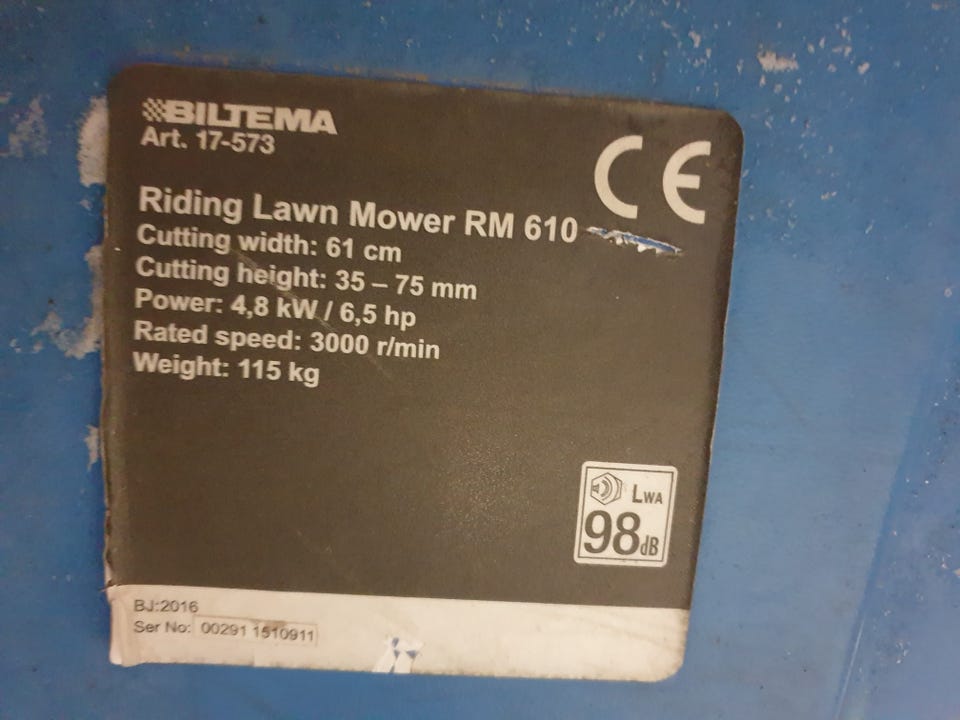 BILTEMA
Art. 17-573
CE
Riding Lawn Mower RM 610
Cutting width: 61 cm
Cutting height: 35 – 75 mm
Power: 4,8 kW / 6,5 hp
Rated speed: 3000 r/min
Weight: 115 kg
LWA
98dB
BJ:2016
Ser No: 00291 1510911